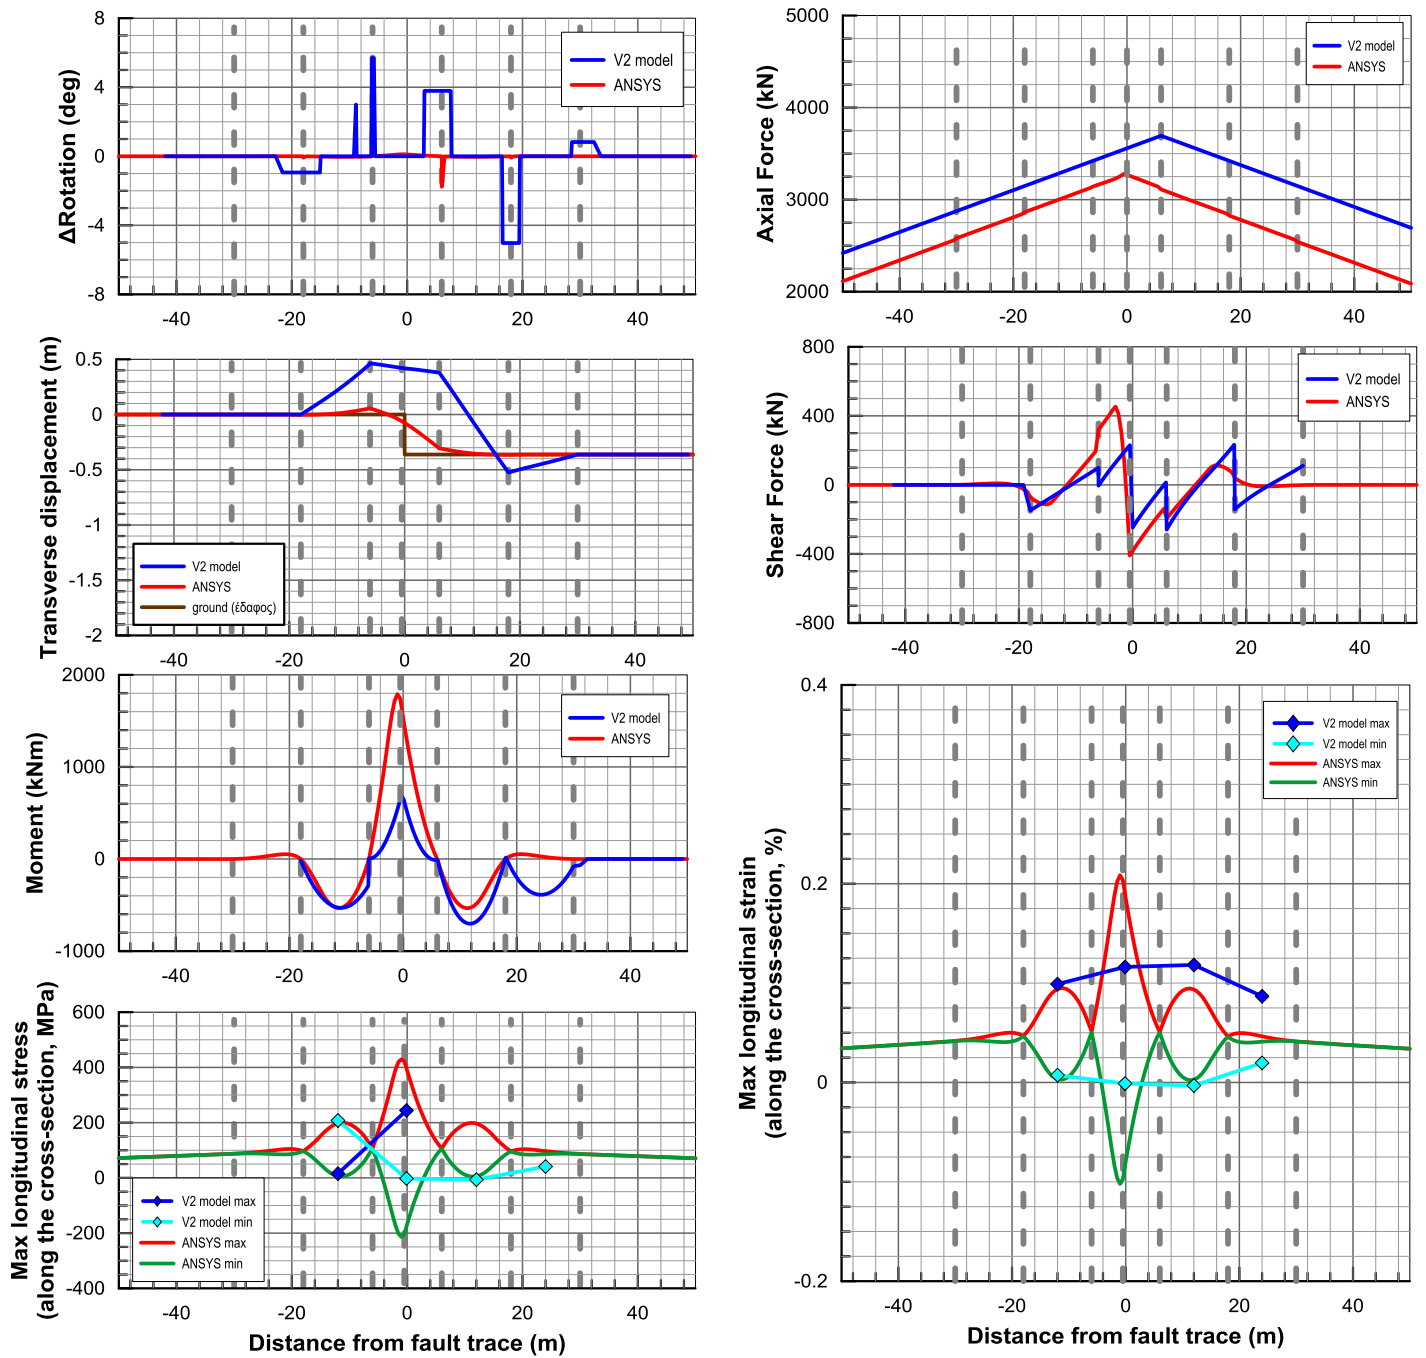 8
4
0
-4
-8
ΔRotation (deg)
V2 model
ANSYS
-40
-20
0
20
40
5000
4000
3000
2000
Axial Force (kN)
V2 model
ANSYS
-40
-20
0
20
40
0.5
0
-0.5
-1
-1.5
-2
Transverse displacement (m)
V2 model
ANSYS
ground (έδαφος)
-40
-20
0
20
40
800
400
0
-400
-800
Shear Force (kN)
V2 model
ANSYS
-40
-20
0
20
40
2000
1000
0
-1000
Moment (kNm)
V2 model
ANSYS
-40
-20
0
20
40
600
400
200
0
-200
-400
Max longitudinal stress
(along the cross-section, MPa)
V2 model max
V2 model min
ANSYS max
ANSYS min
-40
-20
0
20
40
Distance from fault trace (m)
0.4
0.2
0
-0.2
Max longitudinal strain
(along the cross-section, %)
V2 model max
V2 model min
ANSYS max
ANSYS min
-40
-20
0
20
40
Distance from fault trace (m)